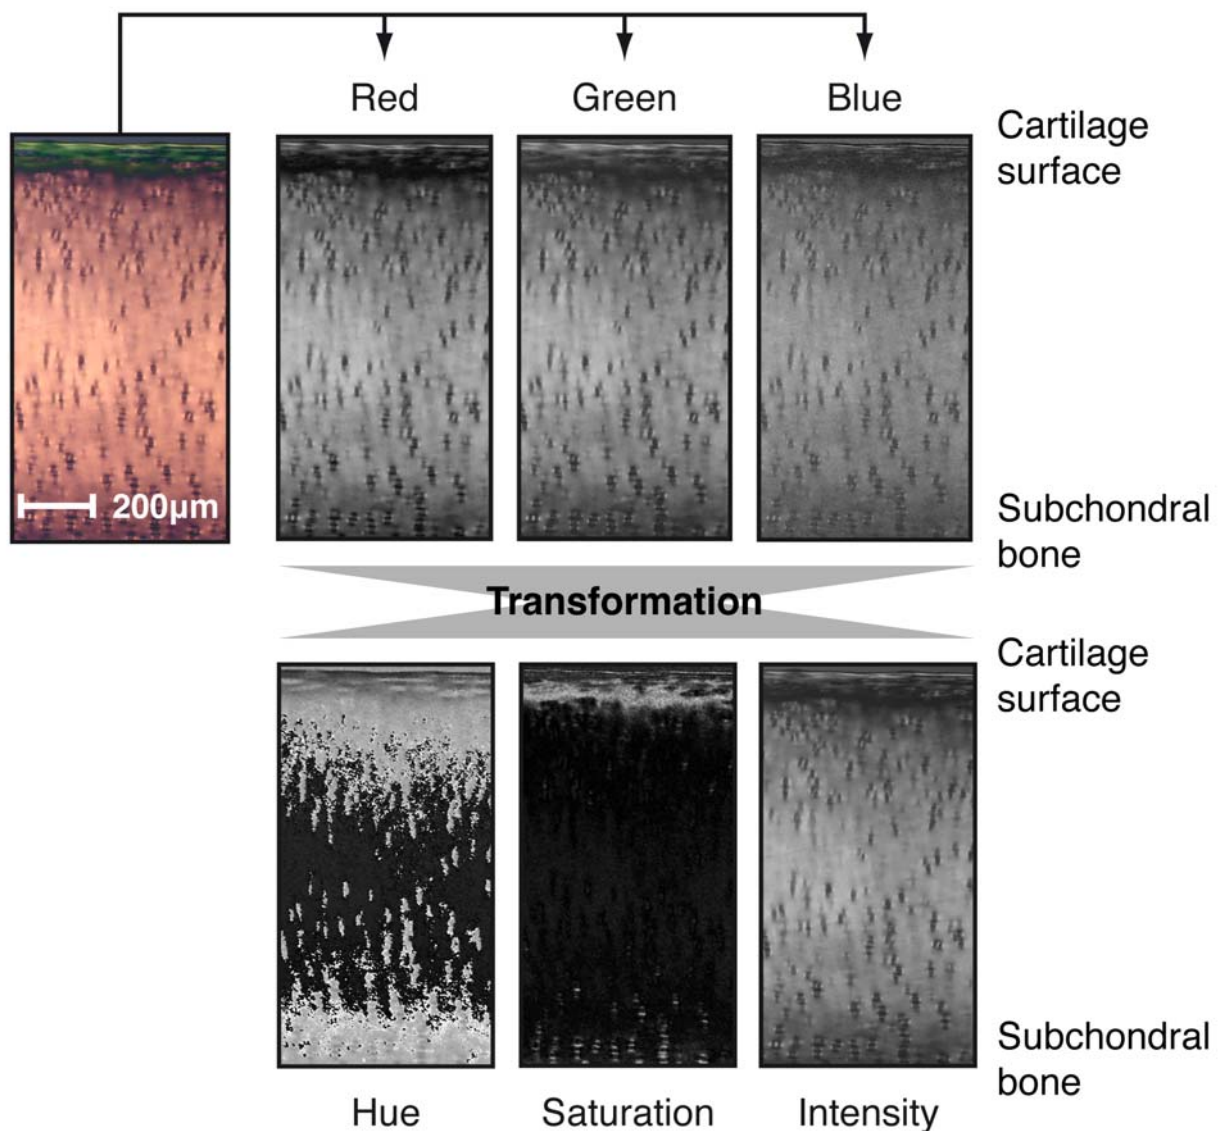 Red Green Blue
Cartilage
surface
200µm
Subchondral
bone
Transformation
Cartilage
surface
Subchondral
bone
Hue Saturation Intensity